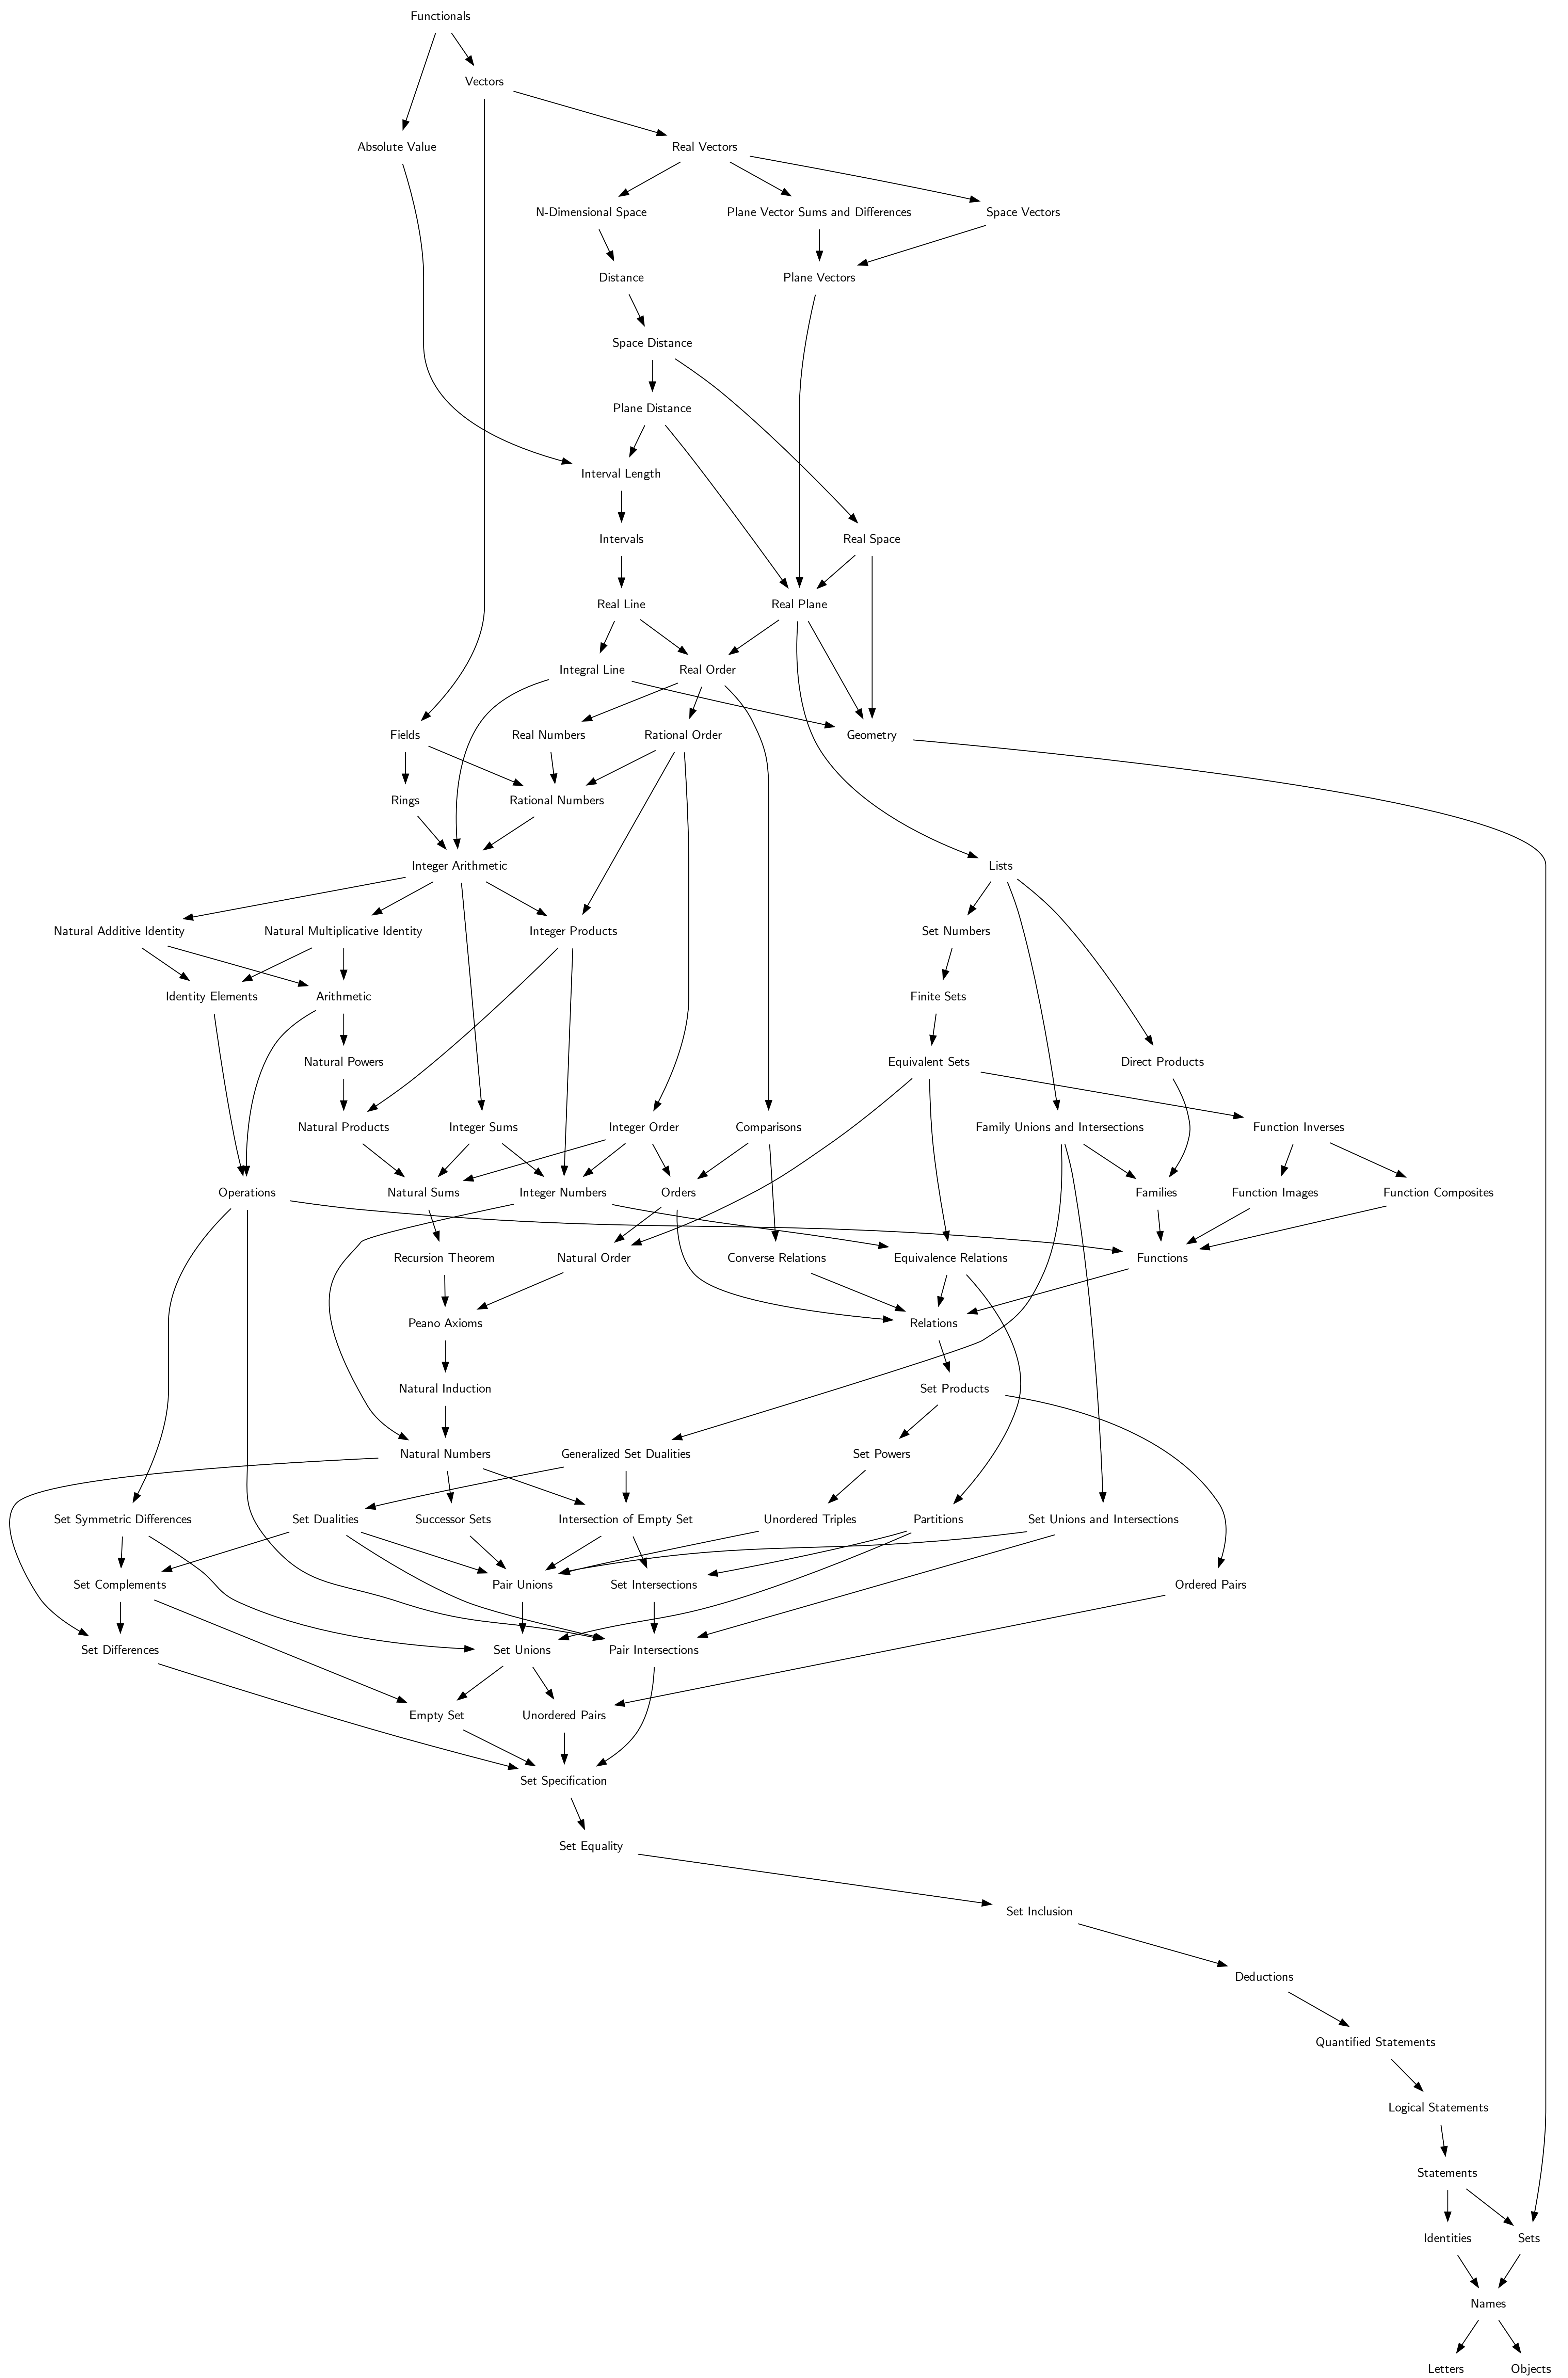 Functionals
Vectors
Absolute Value
Real Vectors
N-Dimensional Space
Plane Vector Sums and Differences
Space Vectors
Distance
Plane Vectors
Space Distance
Plane Distance
Interval Length
Intervals
Real Space
Real Line
Real Plane
Integral Line
Real Order
Fields
Real Numbers
Rational Order
Geometry
Rings
Rational Numbers
Integer Arithmetic
Lists
Natural Additive Identity
Natural Multiplicative Identity
Integer Products
Set Numbers
Identity Elements
Arithmetic
Finite Sets
Natural Powers
Equivalent Sets
Direct Products
Natural Products
Integer Sums
Integer Order
Comparisons
Family Unions and Intersections
Function Inverses
Operations
Natural Sums
Integer Numbers
Orders
Families
Function Images
Function Composites
Recursion Theorem
Natural Order
Converse Relations
Equivalence Relations
Functions
Peano Axioms
Relations
Natural Induction
Set Products
Natural Numbers
Generalized Set Dualities
Set Powers
Set Symmetric Differences
Set Dualities
Successor Sets
Intersection of Empty Set
Unordered Triples
Partitions
Set Unions and Intersections
Set Complements
Pair Unions
Set Intersections
Ordered Pairs
Set Differences
Set Unions
Pair Intersections
Empty Set
Unordered Pairs
Set Specification
Set Equality
Set Inclusion
Deductions
Quantified Statements
Logical Statements
Statements
Identities
Sets
Names
Letters
Objects